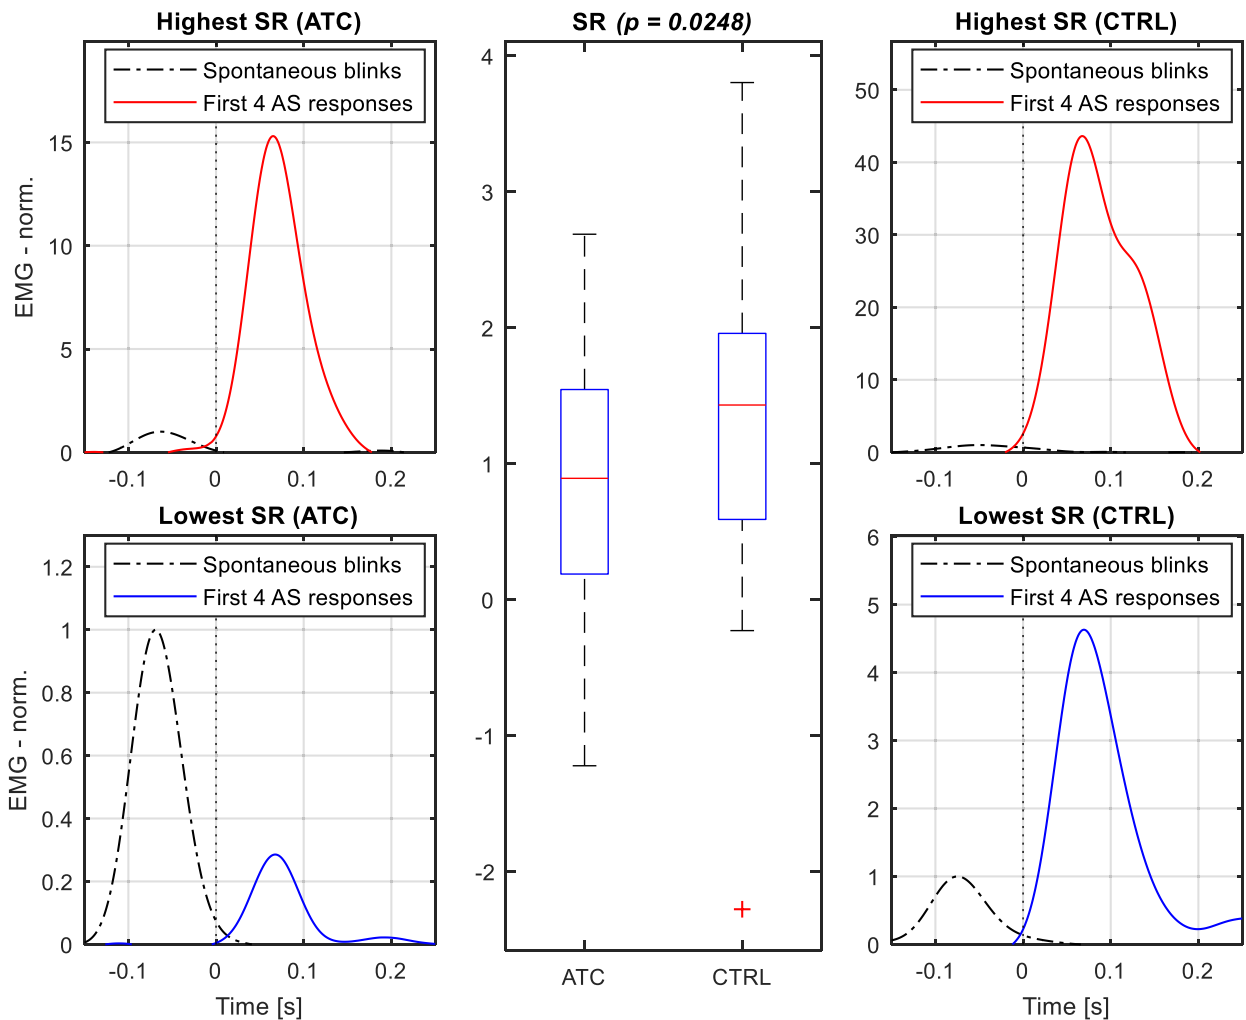 Highest SR (ATC)
Spontaneous blinks
First 4 AS responses
15
10
5
0
EMG - norm.
-0.1
0
0.1
0.2
Lowest SR (ATC)
Spontaneous blinks
First 4 AS responses
1.2
1
0.8
0.6
0.4
0.2
0
EMG - norm.
-0.1
0
0.1
0.2
Time [s]
SR (p = 0.0248)
4
3
2
1
0
-1
-2
ATC
CTRL
Highest SR (CTRL)
Spontaneous blinks
First 4 AS responses
50
40
30
20
10
0
-0.1
0
0.1
0.2
Lowest SR (CTRL)
Spontaneous blinks
First 4 AS responses
6
5
4
3
2
1
0
-0.1
0
0.1
0.2
Time [s]